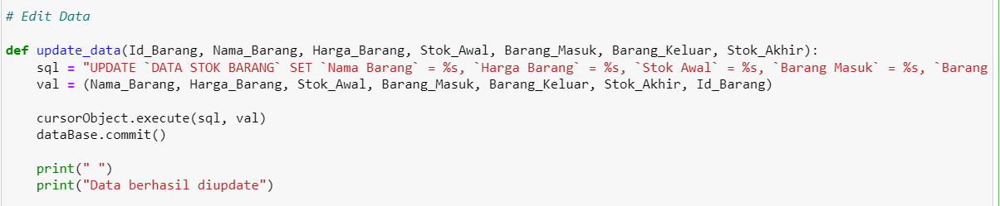 # Edit Data
def update_data(Id_Barang, Nama_Barang, Harga_Barang, Stok_Awal, Barang_Masuk, Barang_Keluar, Stok_Akhir):
    sql = "UPDATE `DATA STOK BARANG` SET `Nama Barang` = %s, `Harga Barang` = %s, `Stok Awal` = %s, `Barang Masuk` = %s, `Barang
    val = (Nama_Barang, Harga_Barang, Stok_Awal, Barang_Masuk, Barang_Keluar, Stok_Akhir, Id_Barang)
    cursorObject.execute(sql, val)
    dataBase.commit()
    print(" ")
    print("Data berhasil diupdate")